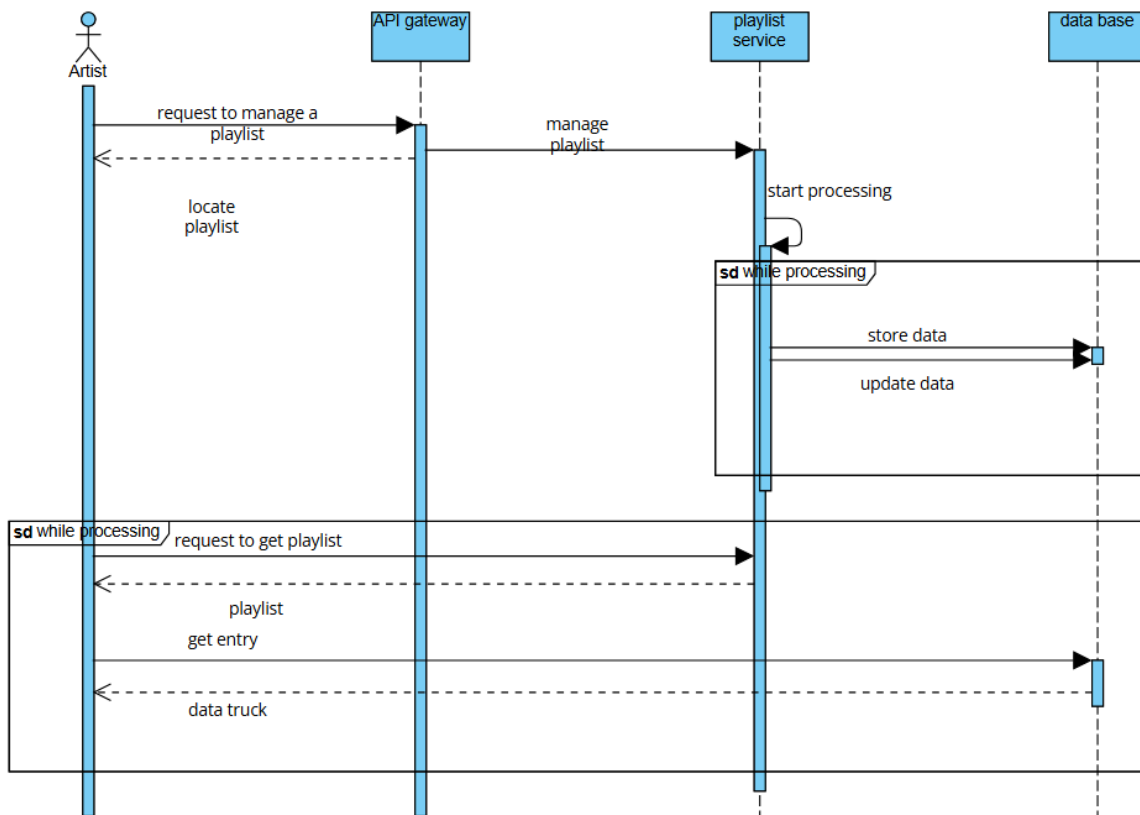 API gateway
playlist
service
data base
Artist
request to manage a
playlist
manage
playlist
locate
playlist
start processing
sd while processing
store data
update data
sd while processing
request to get playlist
playlist
get entry
data truck